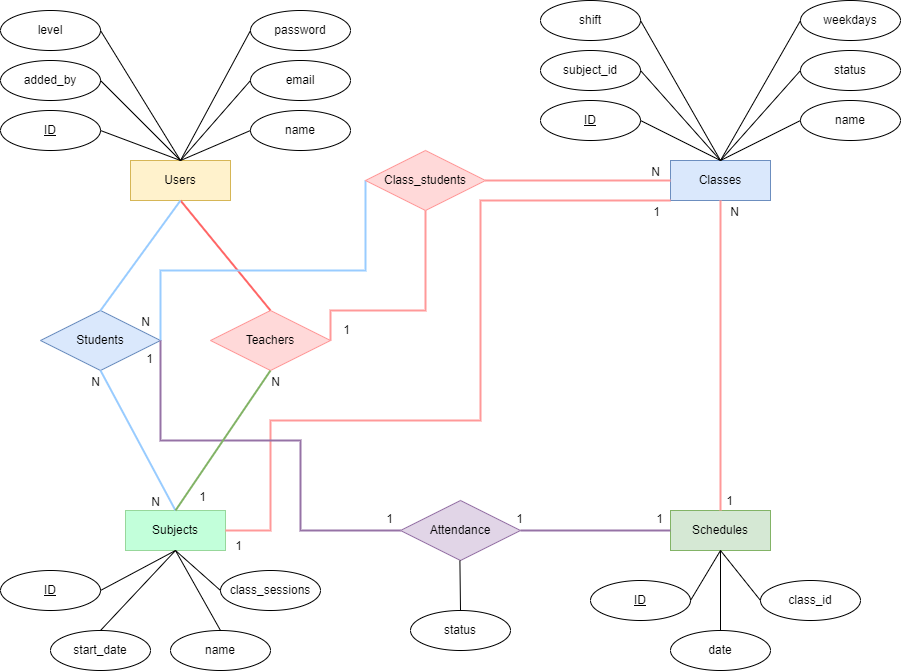 level
password
shift
weekdays
added_by
email
subject_id
status
ID
name
ID
name
Users
Class_students
N
Classes
1
N
N
1
Students
Teachers
1
N
N
N
1
1
1
1
1
Subjects
Attendance
Schedules
1
ID
class_sessions
ID
class_id
status
start_date
name
date